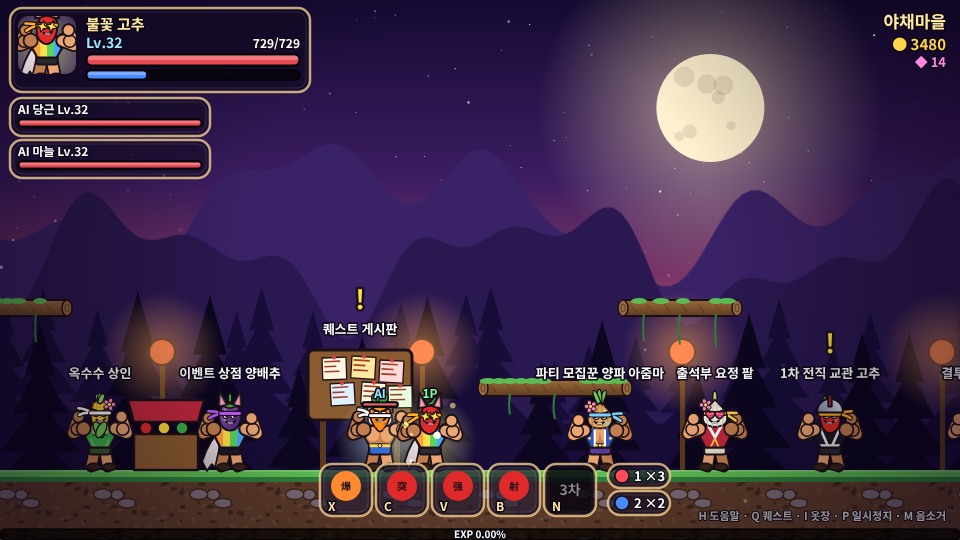 불꽃 고추
Lv.32
729/729
AI 당근 Lv.32
AI 마늘 Lv.32
야채마을
3480
14
!
퀘스트 게시판
!
옥수수 상인
이벤트 상점 양배추
파티 모집꾼 양파 아줌마
출석부 요정 팥
1차 전직 교관 고추
결투
AI
1P
爆
X
突
C
强
V
射
B
3차
N
1 ×3
2 ×2
H 도움말 · Q 퀘스트 · I 옷장 · P 일시정지 · M 음소거
EXP 0.00%